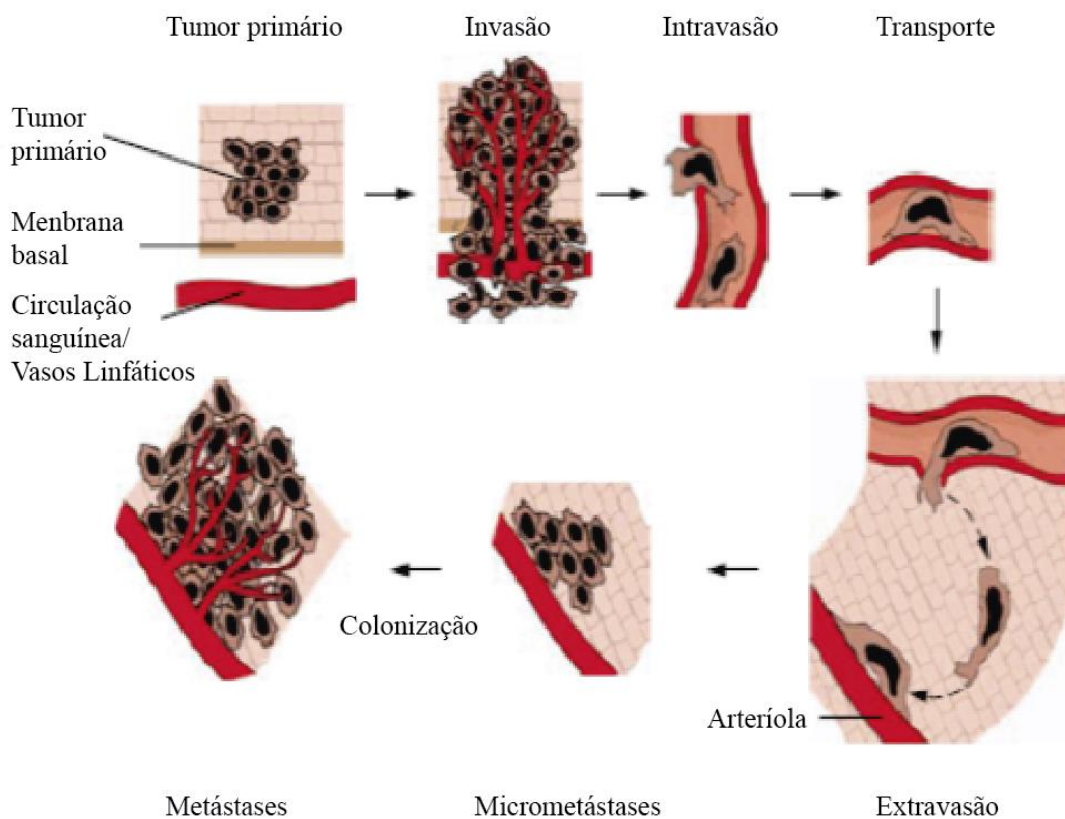 Tumor primário
Invasão
Intravasão
Transporte
Tumor
primário
Menbrana
basal
Circulação
sanguínea/
Vasos Linfáticos
Colonização
Arteríola
Metástases
Micrometástases
Extravasão